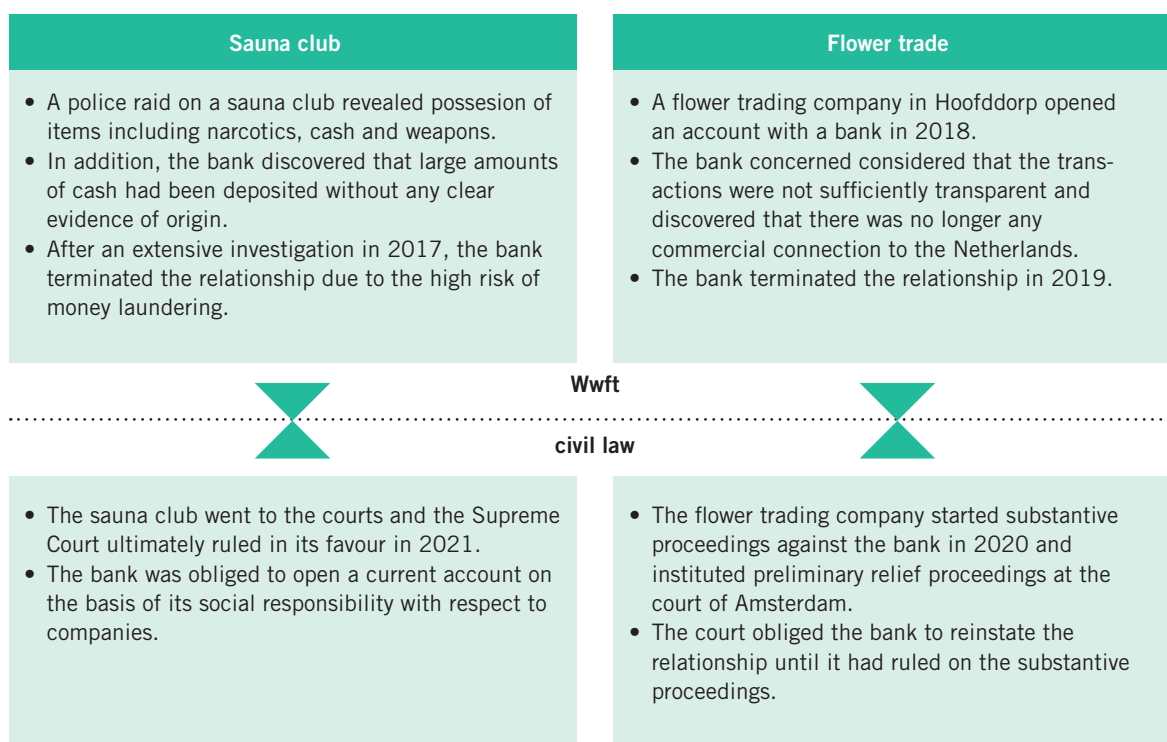 Sauna club
• A police raid on a sauna club revealed possesion of
items including narcotics, cash and weapons.
• In addition, the bank discovered that large amounts
of cash had been deposited without any clear
evidence of origin.
• After an extensive investigation in 2017, the bank
terminated the relationship due to the high risk of
money laundering.
Flower trade
• A flower trading company in Hoofddorp opened
an account with a bank in 2018.
• The bank concerned considered that the trans-
actions were not sufficiently transparent and
discovered that there was no longer any
commercial connection to the Netherlands.
• The bank terminated the relationship in 2019.
Wwft
civil law
• The sauna club went to the courts and the Supreme
Court ultimately ruled in its favour in 2021.
• The bank was obliged to open a current account on
the basis of its social responsibility with respect to
companies.
• The flower trading company started substantive
proceedings against the bank in 2020 and
instituted preliminary relief proceedings at the
court of Amsterdam.
• The court obliged the bank to reinstate the
relationship until it had ruled on the substantive
proceedings.